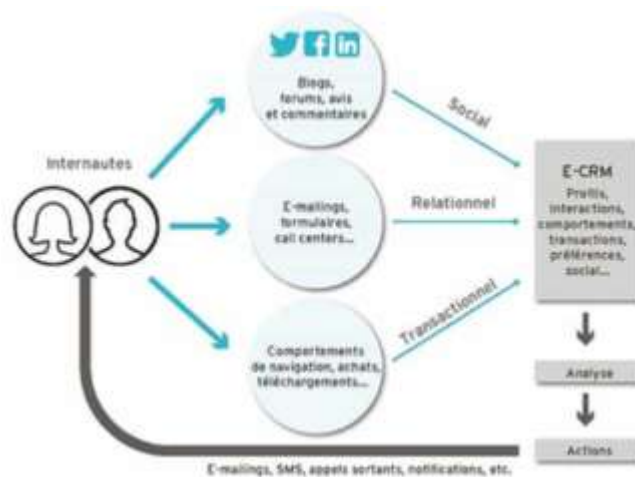 Blogs,
forums, avis
et commentaires
Social
Internautes
E-mailings,
formulaires,
call centers...
Relationnel
E-CRM
Profils,
interactions,
comportements,
transactions,
préférences,
social...
Comportements
de navigation, achats,
téléchargements...
Transactionnel
Analyse
Actions
E-mailings, SMS, appels sortants, notifications, etc.